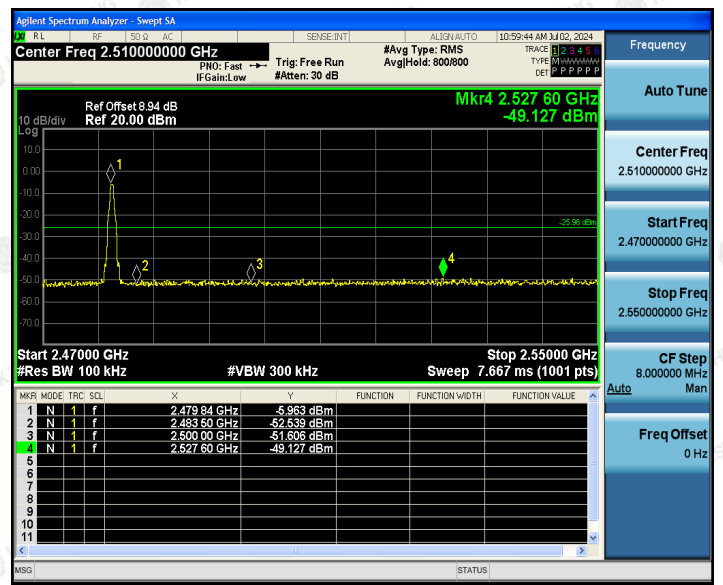 Agilent Spectrum Analyzer - Swept SA
LXI RL RF 50 Ω AC SENSE:INT ALIGN AUTO 10:59:44 AM Jul 02, 2024
Center Freq 2.510000000 GHz
PNO: Fast
IFGain:Low
Trig: Free Run
#Atten: 30 dB
#Avg Type: RMS
Avg|Hold: 800/800
TRACE 1 2 3 4 5 6
TYPE M WWWWW
DET P P P P P P
Ref Offset 8.94 dB
Ref 20.00 dBm
10 dB/div
Log
Mkr4 2.527 60 GHz
-49.127 dBm
10.0
0.00
-10.0
-20.0
-30.0
-40.0
-50.0
-60.0
-70.0
1
2
3
4
-25.96 dBm
Start 2.47000 GHz Stop 2.55000 GHz
#Res BW 100 kHz #VBW 300 kHz Sweep 7.667 ms (1001 pts)
MKR MODE TRC SCL X Y FUNCTION FUNCTION WIDTH FUNCTION VALUE
1 N 1 f 2.479 84 GHz -5.963 dBm
2 N 1 f 2.483 50 GHz -52.539 dBm
3 N 1 f 2.500 00 GHz -51.606 dBm
4 N 1 f 2.527 60 GHz -49.127 dBm
5
6
7
8
9
10
11
MSG STATUS
Frequency
Auto Tune
Center Freq
2.510000000 GHz
Start Freq
2.470000000 GHz
Stop Freq
2.550000000 GHz
CF Step
8.000000 MHz
Auto Man
Freq Offset
0 Hz